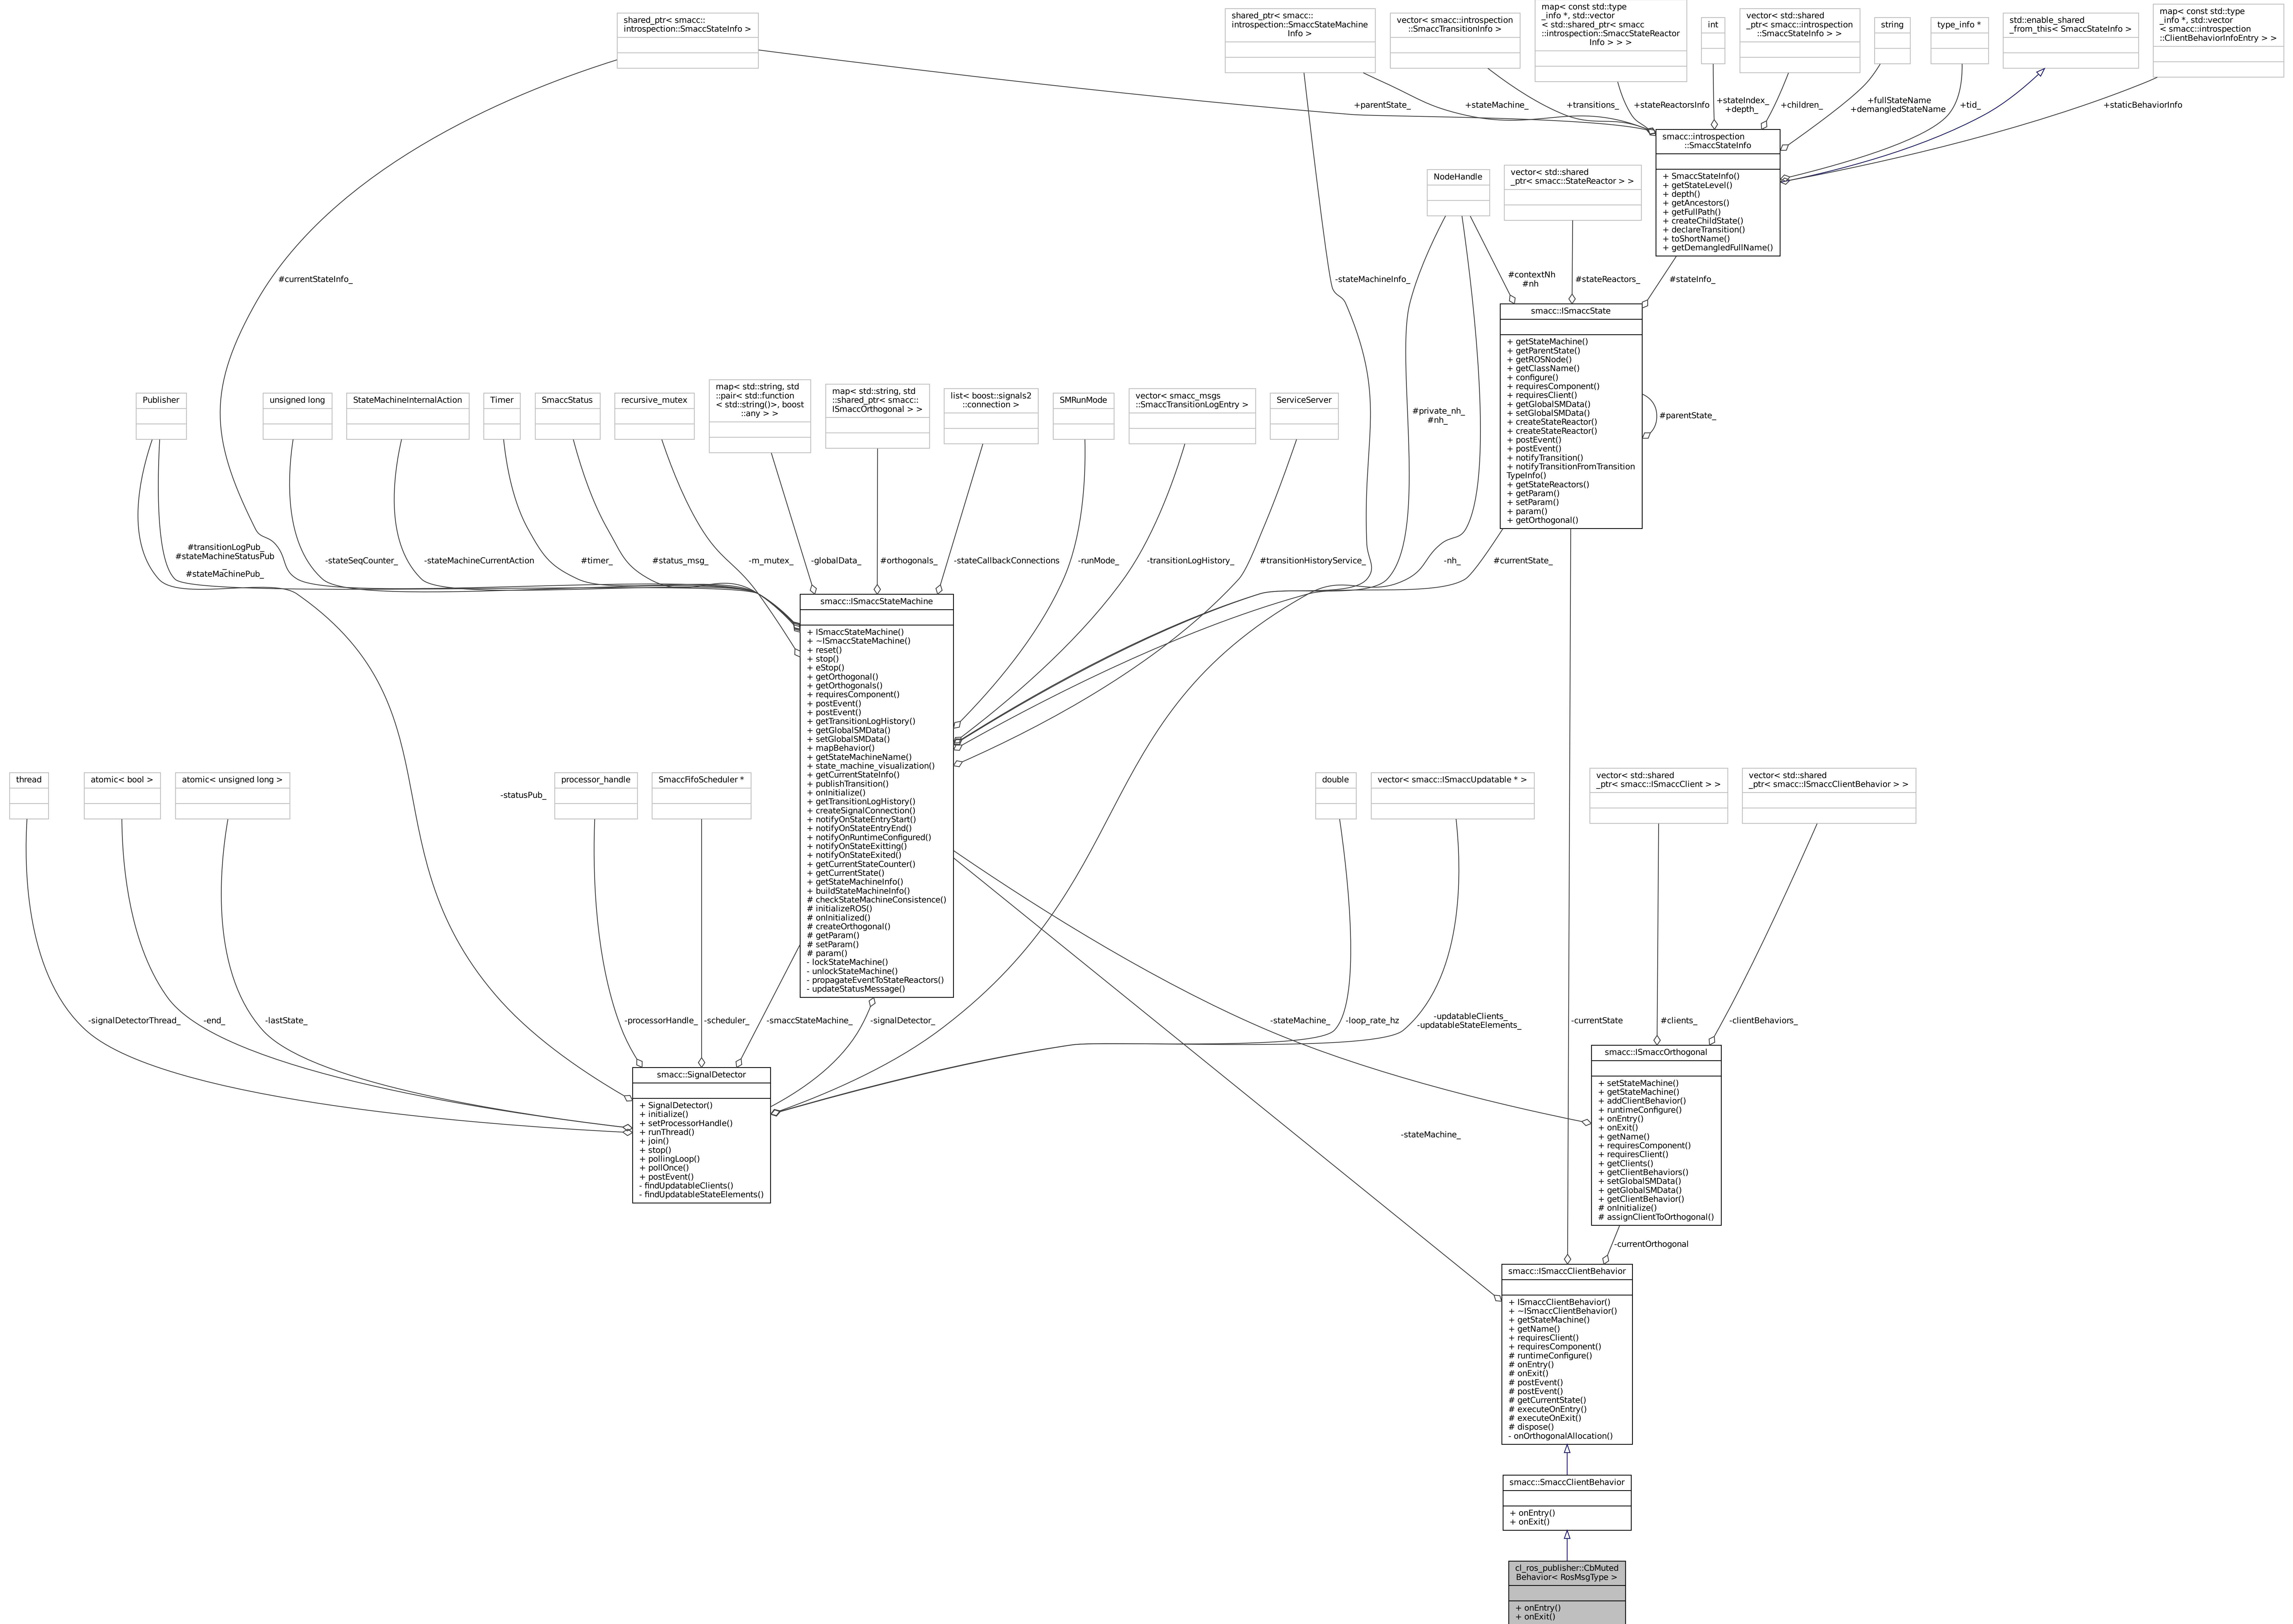 shared_ptr< smacc::
introspection::SmaccStateInfo >
shared_ptr< smacc::
introspection::SmaccStateMachine
Info >
vector< smacc::introspection
::SmaccTransitionInfo >
map< const std::type
_info *, std::vector
< std::shared_ptr< smacc
::introspection::SmaccStateReactor
Info > > >
int
vector< std::shared
_ptr< smacc::introspection
::SmaccStateInfo > >
string
type_info *
std::enable_shared
_from_this< SmaccStateInfo >
map< const std::type
_info *, std::vector
< smacc::introspection
::ClientBehaviorInfoEntry > >
+parentState_
+stateMachine_
+transitions_
+stateReactorsInfo
+stateIndex_
+depth_
+children_
+fullStateName
+demangledStateName
+tid_
+staticBehaviorInfo
smacc::introspection
::SmaccStateInfo
+ SmaccStateInfo()
+ getStateLevel()
+ depth()
+ getAncestors()
+ getFullPath()
+ createChildState()
+ declareTransition()
+ toShortName()
+ getDemangledFullName()
NodeHandle
vector< std::shared
_ptr< smacc::StateReactor > >
#currentStateInfo_
-stateMachineInfo_
#contextNh
#nh
#stateReactors_
#stateInfo_
smacc::ISmaccState
+ getStateMachine()
+ getParentState()
+ getROSNode()
+ getClassName()
+ configure()
+ requiresComponent()
+ requiresClient()
+ getGlobalSMData()
+ setGlobalSMData()
+ createStateReactor()
+ createStateReactor()
+ postEvent()
+ postEvent()
+ notifyTransition()
+ notifyTransitionFromTransition
TypeInfo()
+ getStateReactors()
+ getParam()
+ setParam()
+ param()
+ getOrthogonal()
#parentState_
Publisher
unsigned long
StateMachineInternalAction
Timer
SmaccStatus
recursive_mutex
map< std::string, std
::pair< std::function
< std::string()>, boost
::any > >
map< std::string, std
::shared_ptr< smacc::
ISmaccOrthogonal > >
list< boost::signals2
::connection >
SMRunMode
vector< smacc_msgs
::SmaccTransitionLogEntry >
ServiceServer
#private_nh_
#nh_
#transitionLogPub_
#stateMachineStatusPub
_
#stateMachinePub_
-stateSeqCounter_
-stateMachineCurrentAction
#timer_
#status_msg_
-m_mutex_
-globalData_
#orthogonals_
-stateCallbackConnections
-runMode_
-transitionLogHistory_
#transitionHistoryService_
-nh_
#currentState_
smacc::ISmaccStateMachine
+ ISmaccStateMachine()
+ ~ISmaccStateMachine()
+ reset()
+ stop()
+ eStop()
+ getOrthogonal()
+ getOrthogonals()
+ requiresComponent()
+ postEvent()
+ postEvent()
+ getTransitionLogHistory()
+ getGlobalSMData()
+ setGlobalSMData()
+ mapBehavior()
+ getStateMachineName()
+ state_machine_visualization()
+ getCurrentStateInfo()
+ publishTransition()
+ onInitialize()
+ getTransitionLogHistory()
+ createSignalConnection()
+ notifyOnStateEntryStart()
+ notifyOnStateEntryEnd()
+ notifyOnRuntimeConfigured()
+ notifyOnStateExitting()
+ notifyOnStateExited()
+ getCurrentStateCounter()
+ getCurrentState()
+ getStateMachineInfo()
+ buildStateMachineInfo()
# checkStateMachineConsistence()
# initializeROS()
# onInitialized()
# createOrthogonal()
# getParam()
# setParam()
# param()
- lockStateMachine()
- unlockStateMachine()
- propagateEventToStateReactors()
- updateStatusMessage()
thread
atomic< bool >
atomic< unsigned long >
-statusPub_
processor_handle
SmaccFifoScheduler *
double
vector< smacc::ISmaccUpdatable * >
vector< std::shared
_ptr< smacc::ISmaccClient > >
vector< std::shared
_ptr< smacc::ISmaccClientBehavior > >
-signalDetectorThread_
-end_
-lastState_
-processorHandle_
-scheduler_
-smaccStateMachine_
-signalDetector_
-stateMachine_
-loop_rate_hz
-updatableClients_
-updatableStateElements_
-currentState
#clients_
-clientBehaviors_
smacc::SignalDetector
+ SignalDetector()
+ initialize()
+ setProcessorHandle()
+ runThread()
+ join()
+ stop()
+ pollingLoop()
+ pollOnce()
+ postEvent()
- findUpdatableClients()
- findUpdatableStateElements()
smacc::ISmaccOrthogonal
+ setStateMachine()
+ getStateMachine()
+ addClientBehavior()
+ runtimeConfigure()
+ onEntry()
+ onExit()
+ getName()
+ requiresComponent()
+ requiresClient()
+ getClients()
+ getClientBehaviors()
+ setGlobalSMData()
+ getGlobalSMData()
+ getClientBehavior()
# onInitialize()
# assignClientToOrthogonal()
-stateMachine_
-currentOrthogonal
smacc::ISmaccClientBehavior
+ ISmaccClientBehavior()
+ ~ISmaccClientBehavior()
+ getStateMachine()
+ getName()
+ requiresClient()
+ requiresComponent()
# runtimeConfigure()
# onEntry()
# onExit()
# postEvent()
# postEvent()
# getCurrentState()
# executeOnEntry()
# executeOnExit()
# dispose()
- onOrthogonalAllocation()
smacc::SmaccClientBehavior
+ onEntry()
+ onExit()
cl_ros_publisher::CbMuted
Behavior< RosMsgType >
+ onEntry()
+ onExit()